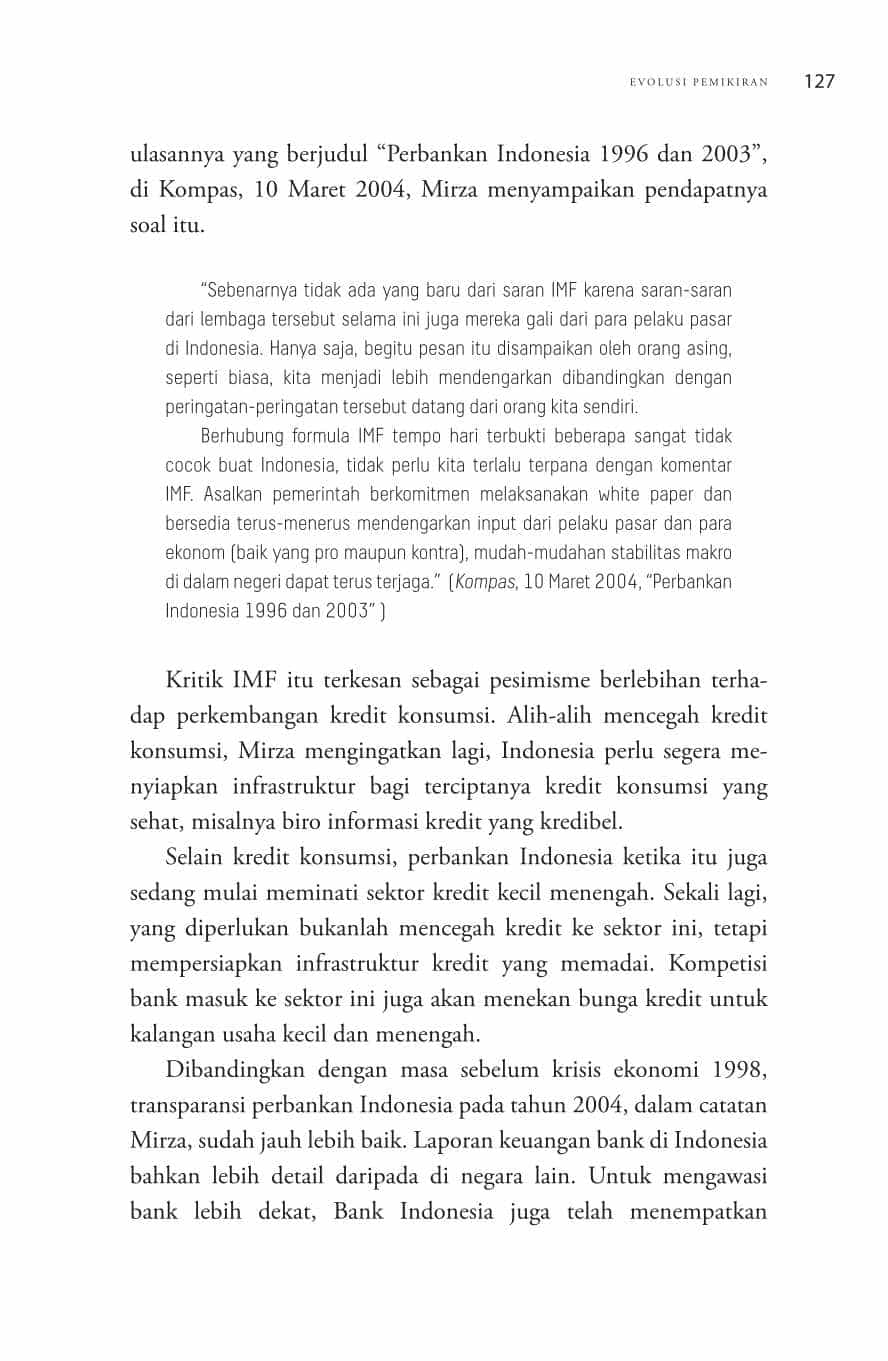 EVOLUSI PEMIKIRAN 127
ulasannya yang berjudul “Perbankan Indonesia 1996 dan 2003”,
di Kompas, 10 Maret 2004, Mirza menyampaikan pendapatnya
soal itu.
“Sebenarnya tidak ada yang baru dari saran IMF karena saran-saran
dari lembaga tersebut selama ini juga mereka gali dari para pelaku pasar
di Indonesia. Hanya saja, begitu pesan itu disampaikan oleh orang asing,
seperti biasa, kita menjadi lebih mendengarkan dibandingkan dengan
peringatan-peringatan tersebut datang dari orang kita sendiri.
Berhubung formula IMF tempo hari terbukti beberapa sangat tidak
cocok buat Indonesia, tidak perlu kita terlalu terpana dengan komentar
IMF. Asalkan pemerintah berkomitmen melaksanakan white paper dan
bersedia terus-menerus mendengarkan input dari pelaku pasar dan para
ekonom (baik yang pro maupun kontra), mudah-mudahan stabilitas makro
di dalam negeri dapat terus terjaga.” (Kompas, 10 Maret 2004, “Perbankan
Indonesia 1996 dan 2003” )
Kritik IMF itu terkesan sebagai pesimisme berlebihan terha-
dap perkembangan kredit konsumsi. Alih-alih mencegah kredit
konsumsi, Mirza mengingatkan lagi, Indonesia perlu segera me-
nyiapkan infrastruktur bagi terciptanya kredit konsumsi yang
sehat, misalnya biro informasi kredit yang kredibel.
Selain kredit konsumsi, perbankan Indonesia ketika itu juga
sedang mulai meminati sektor kredit kecil menengah. Sekali lagi,
yang diperlukan bukanlah mencegah kredit ke sektor ini, tetapi
mempersiapkan infrastruktur kredit yang memadai. Kompetisi
bank masuk ke sektor ini juga akan menekan bunga kredit untuk
kalangan usaha kecil dan menengah.
Dibandingkan dengan masa sebelum krisis ekonomi 1998,
transparansi perbankan Indonesia pada tahun 2004, dalam catatan
Mirza, sudah jauh lebih baik. Laporan keuangan bank di Indonesia
bahkan lebih detail daripada di negara lain. Untuk mengawasi
bank lebih dekat, Bank Indonesia juga telah menempatkan